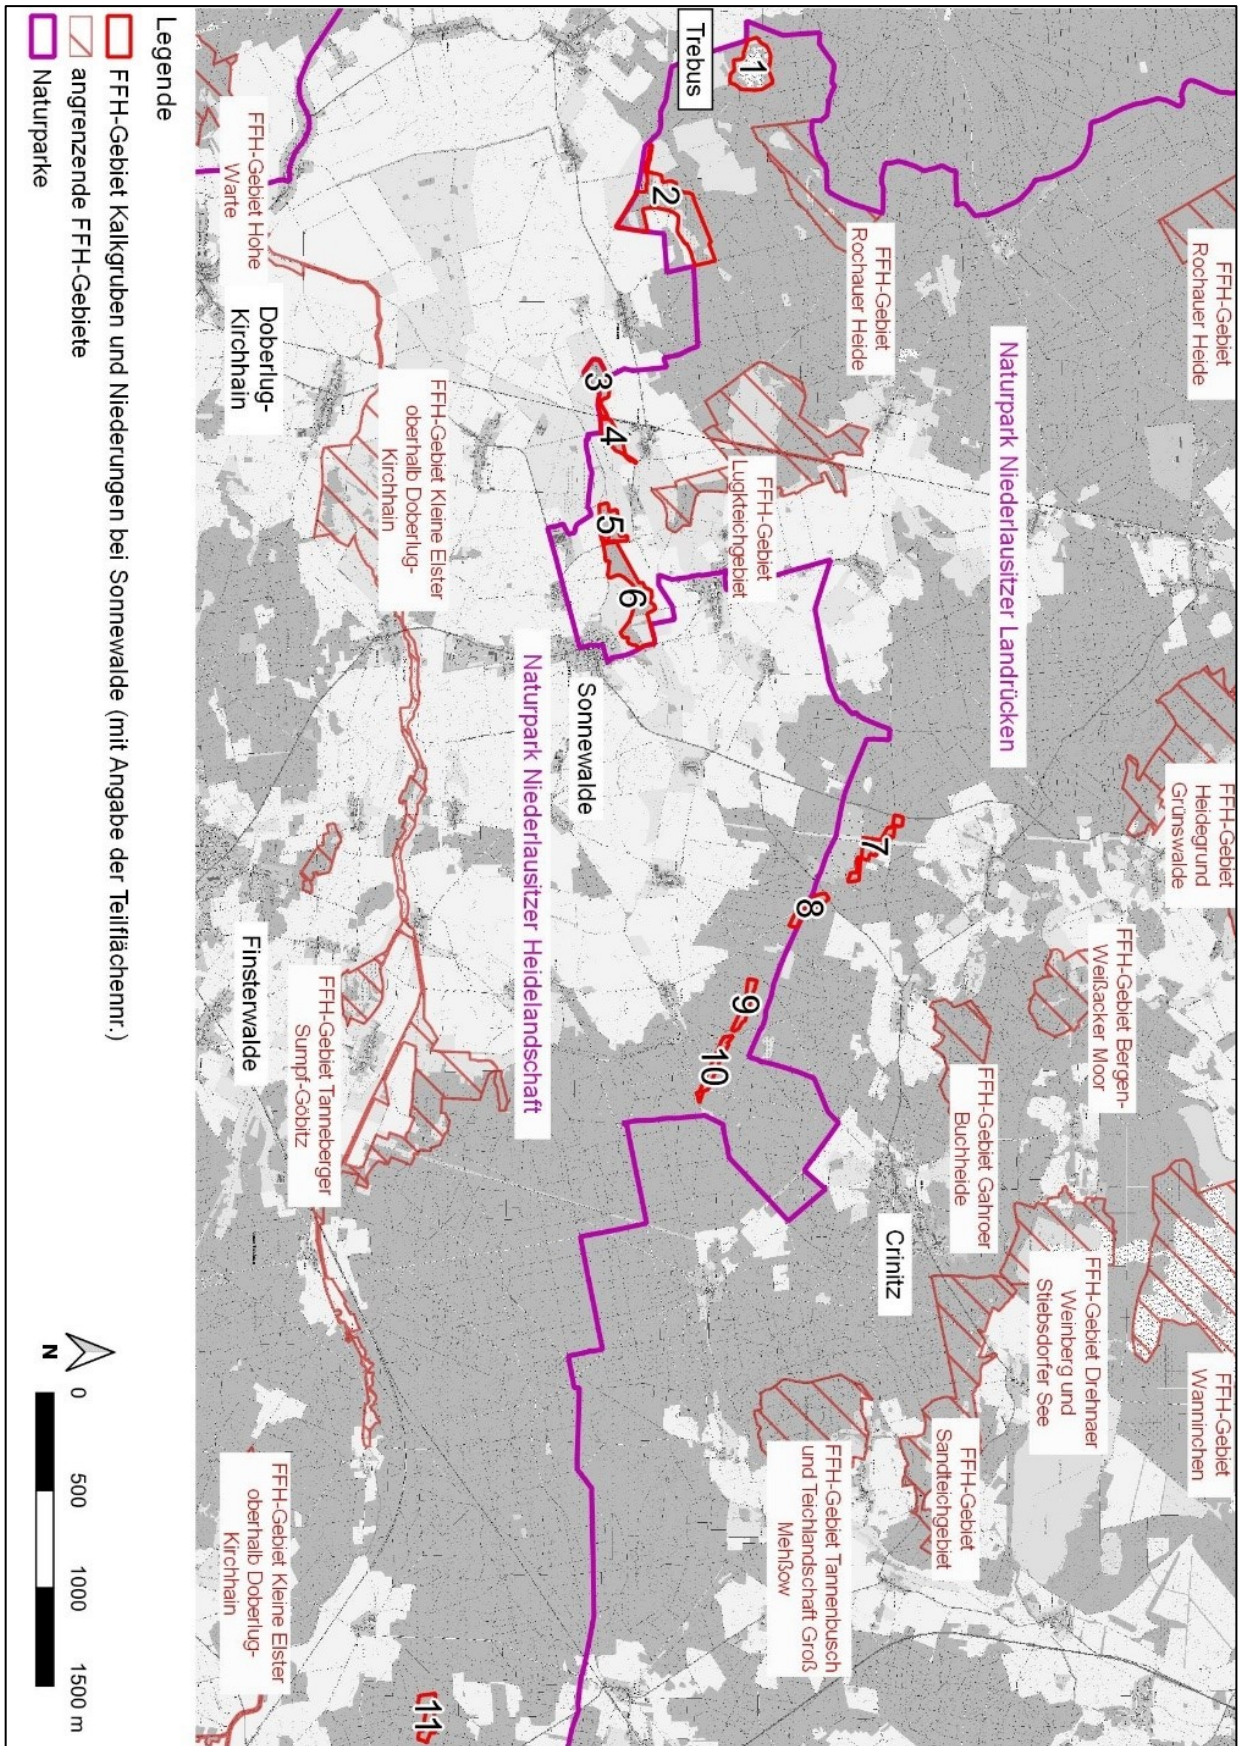 FFH-Gebiet
Rochauer Heide
FFH-Gebiet
Heidegrund
Grünswalde
FFH-Gebiet
Wanninchen
FFH-Gebiet Bergen-
Weißacker Moor
FFH-Gebiet Drehnaer
Weinberg und
Stiebsdorfer See
Naturpark Niederlausitzer Landrücken
FFH-Gebiet Gahroer
Buchheide
FFH-Gebiet
Sandteichgebiet
FFH-Gebiet
Rochauer Heide
Crinitz
FFH-Gebiet Tannenbusch
und Teichlandschaft Groß
Mehßow
FFH-Gebiet
Lugkteichgebiet
Trebus
1
2
3
4
5
6
7
8
9
10
11
Sonnewalde
Naturpark Niederlausitzer Heidelandschaft
FFH-Gebiet Kleine Elster
oberhalb Doberlug-
Kirchhain
FFH-Gebiet Tanneberger
Sumpf-Göbitz
FFH-Gebiet Hohe
Warte
Doberlug-
Kirchhain
Finsterwalde
FFH-Gebiet Kleine Elster
oberhalb Doberlug-
Kirchhain
Legende
FFH-Gebiet Kalkgruben und Niederungen bei Sonnewalde (mit Angabe der Teilflächennr.)
angrenzende FFH-Gebiete
Naturparke
N
0 500 1000 1500 m